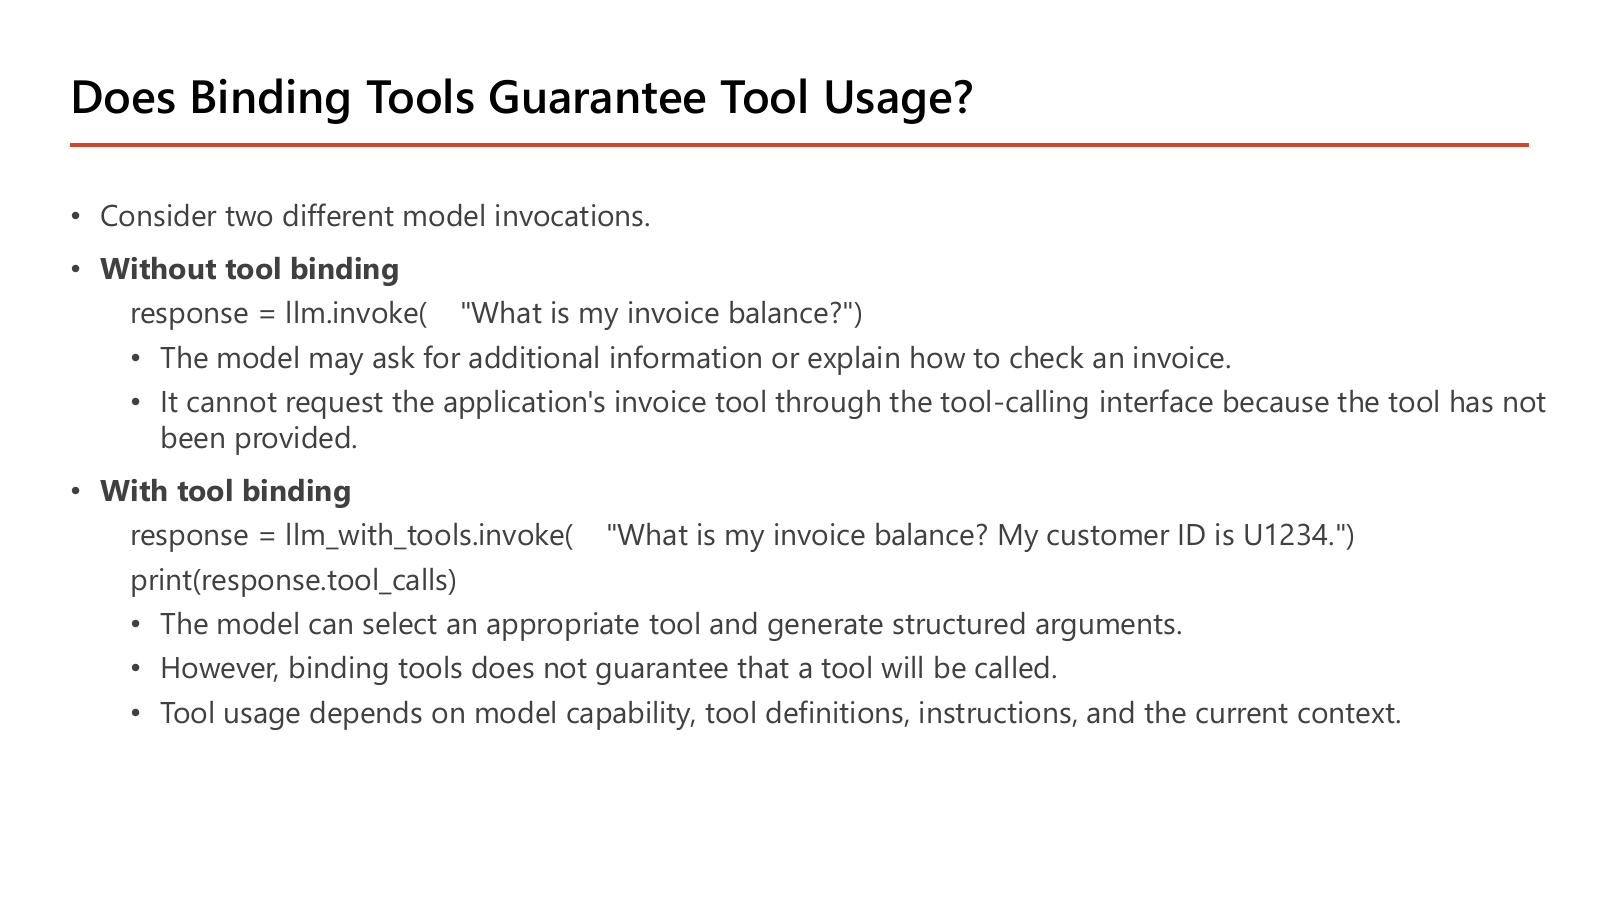 Does Binding Tools Guarantee Tool Usage?
• Consider two different model invocations.
• Without tool binding
response = llm.invoke(    "What is my invoice balance?")
• The model may ask for additional information or explain how to check an invoice.
• It cannot request the application's invoice tool through the tool-calling interface because the tool has not
been provided.
• With tool binding
response = llm_with_tools.invoke(    "What is my invoice balance? My customer ID is U1234.")
print(response.tool_calls)
• The model can select an appropriate tool and generate structured arguments.
• However, binding tools does not guarantee that a tool will be called.
• Tool usage depends on model capability, tool definitions, instructions, and the current context.